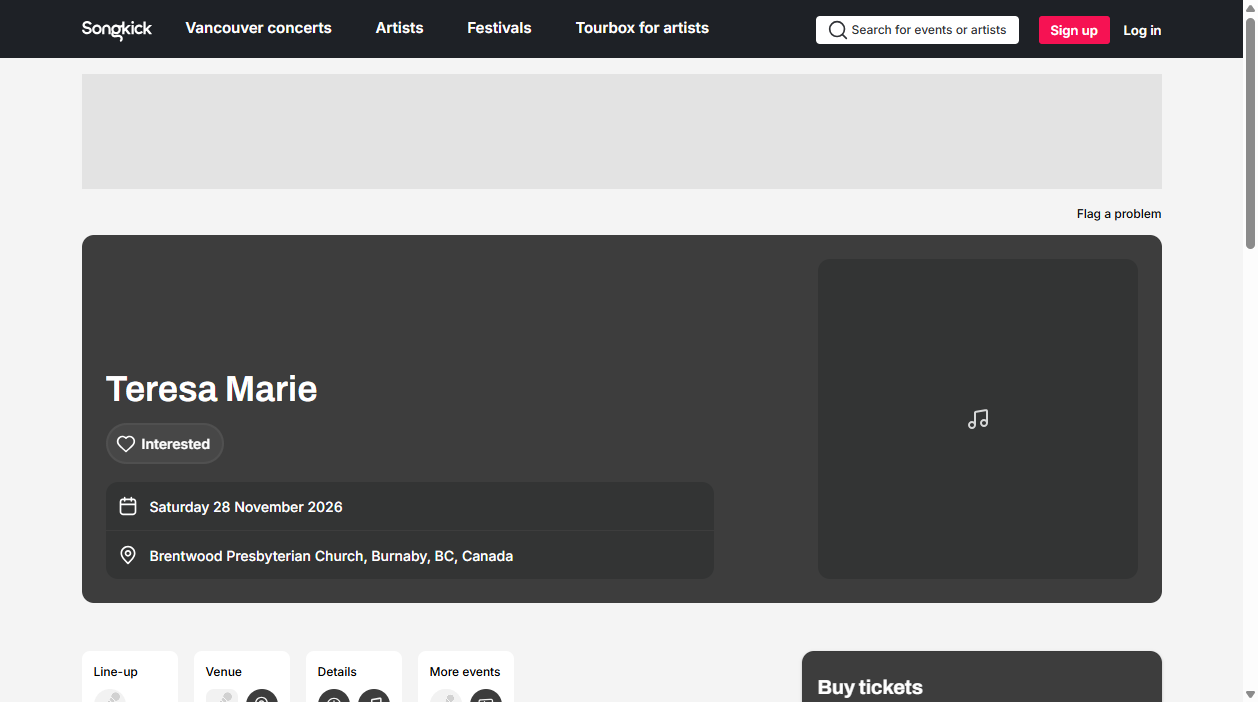 Songkick
Vancouver concerts
Artists
Festivals
Tourbox for artists
Search for events or artists
Sign up
Log in
Flag a problem
Teresa Marie
Interested
Saturday 28 November 2026
Brentwood Presbyterian Church, Burnaby, BC, Canada
Line-up
Venue
Details
More events
Buy tickets